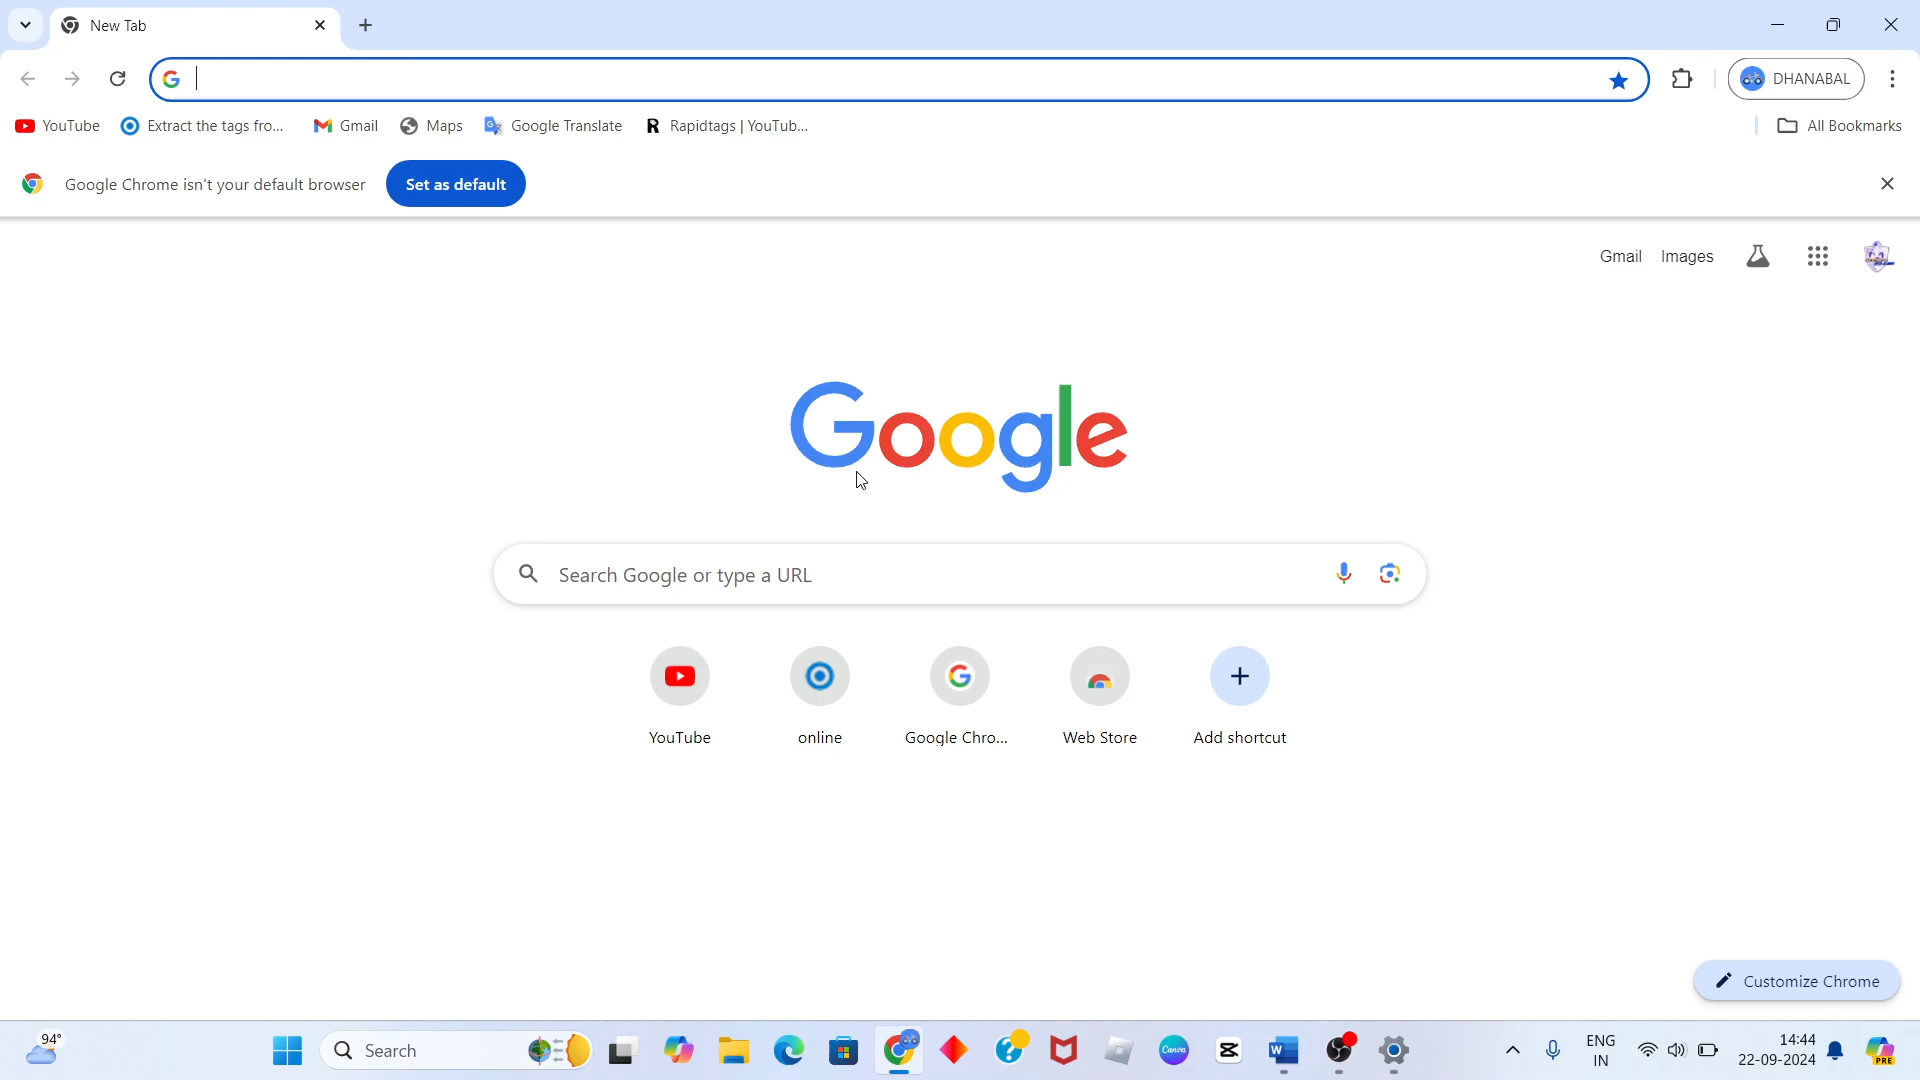 New Tab
DHANABAL
YouTube
Extract the tags fro...
Gmail
Maps
Google Translate
R Rapidtags | YouTub...
All Bookmarks
Google Chrome isn't your default browser
Set as default
Gmail
Images
Google
Search Google or type a URL
YouTube
online
Google Chro...
Web Store
Add shortcut
Customize Chrome
94°
Search
Canva
ENG
IN
14:44
22-09-2024
PRE